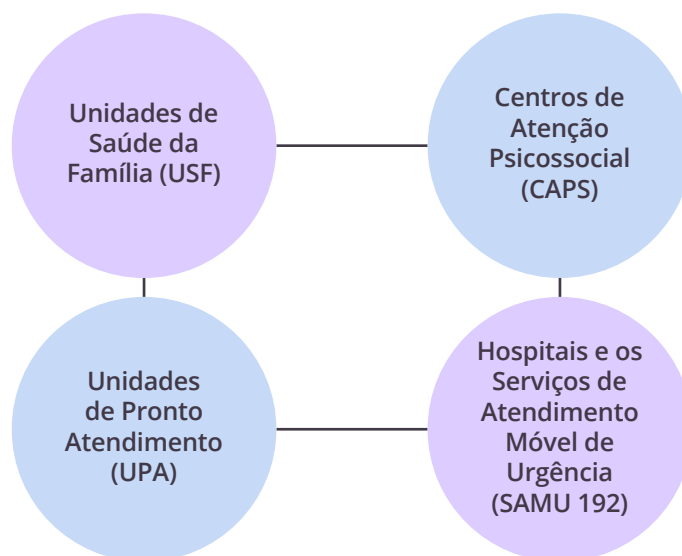 Unidades de
Saúde da
Família (USF)
Centros de
Atenção
Psicossocial
(CAPS)
Unidades
de Pronto
Atendimento
(UPA)
Hospitais e os
Serviços de
Atendimento
Móvel de
Urgência
(SAMU 192)